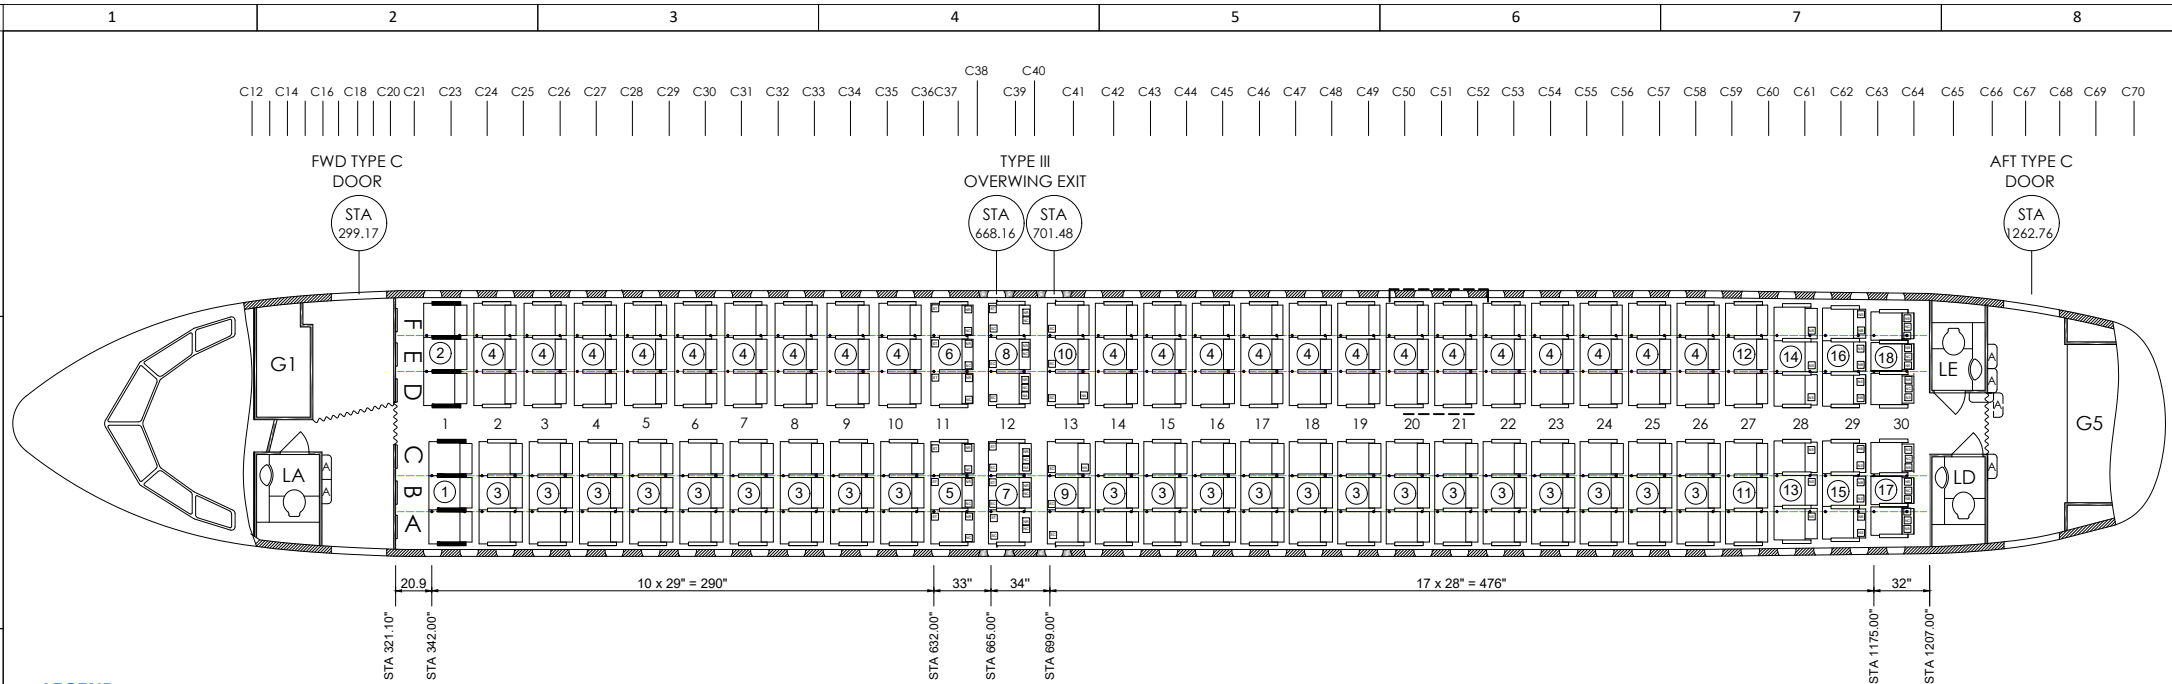 1 2 3 4 5 6 7 8
C38 C40
C12 C14 C16 C18 C20 C21 C23 C24 C25 C26 C27 C28 C29 C30 C31 C32 C33 C34 C35 C36 C37 C39 C41 C42 C43 C44 C45 C46 C47 C48 C49 C50 C51 C52 C53 C54 C55 C56 C57 C58 C59 C60 C61 C62 C63 C64 C65 C66 C67 C68 C69 C70
FWD TYPE C
DOOR
STA
299.17
TYPE III
OVERWING EXIT
STA
668.16
STA
701.48
AFT TYPE C
DOOR
STA
1262.76
G1
F
E
D
2 4 4 4 4 4 4 4 4 4 6 8 10 4 4 4 4 4 4 4 4 4 4 4 4 4 12 14 16 18
LE
A
A
A
1 2 3 4 5 6 7 8 9 10 11 12 13 14 15 16 17 18 19 20 21 22 23 24 25 26 27 28 29 30
G5
LA
A
A
C
B
A
1 3 3 3 3 3 3 3 3 3 5 7 9 3 3 3 3 3 3 3 3 3 3 3 3 3 11 13 15 17
LD
A
20.9 10 x 29" = 290" 33" 34" 17 x 28" = 476" 32"
STA 321.10"
STA 342.00"
STA 632.00"
STA 665.00"
STA 699.00"
STA 1175.00"
STA 1207.00"